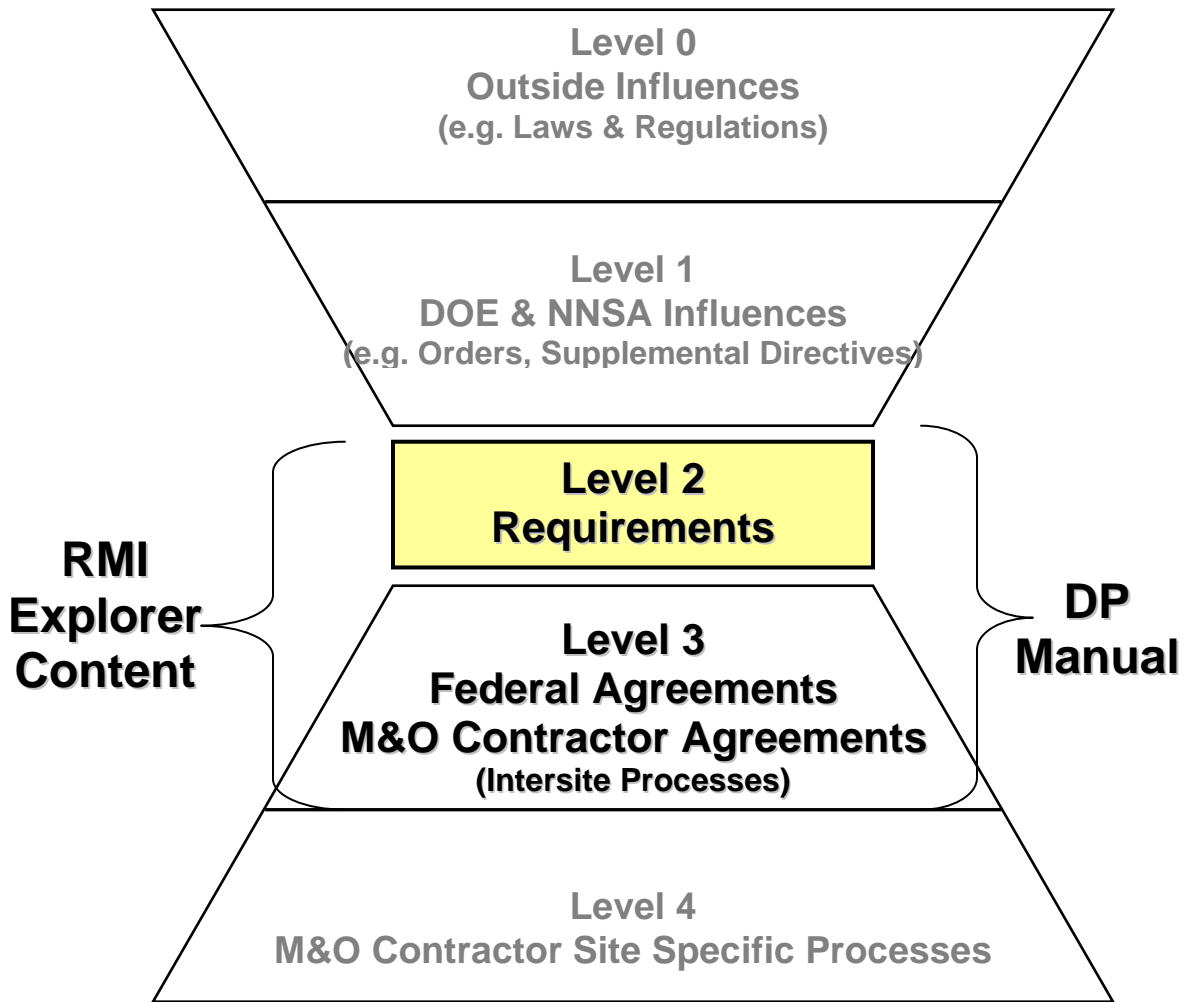 Level 0
Outside Influences
(e.g. Laws & Regulations)
Level 1
DOE & NNSA Influences
(e.g. Orders, Supplemental Directives)
Level 2
Requirements
RMI
Explorer
Content
DP
Manual
Level 3
Federal Agreements
M&O Contractor Agreements
(Intersite Processes)
Level 4
M&O Contractor Site Specific Processes